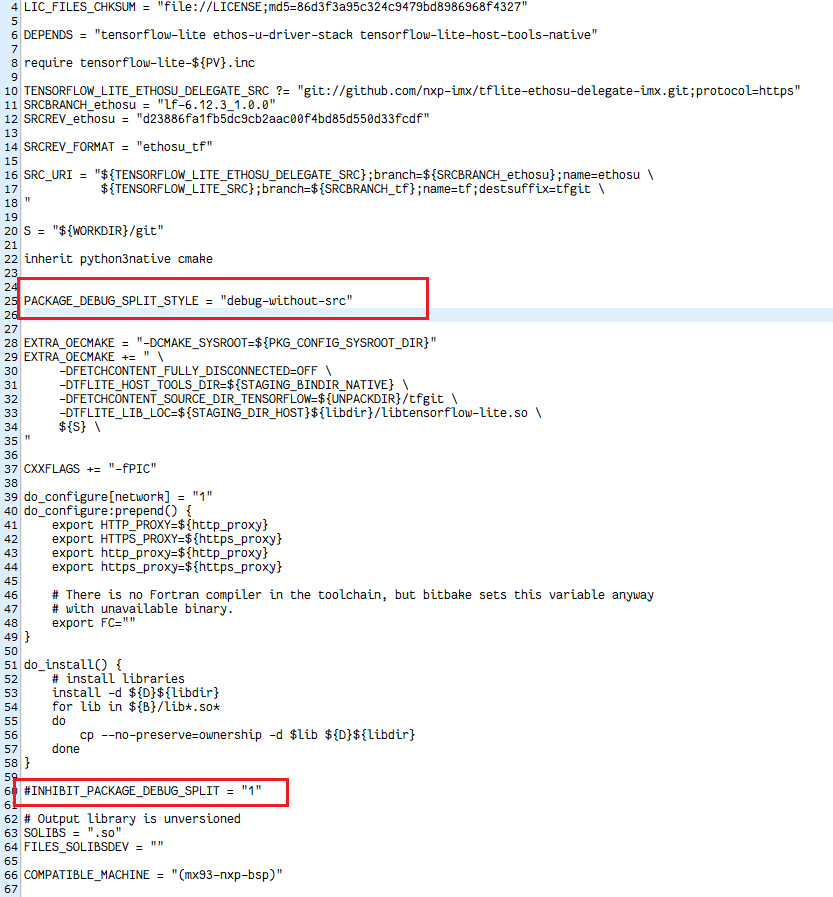 4 LIC_FILES_CHKSUM = "file://LICENSE;md5=86d3f3a95c324c9479bd8986968f4327"
5
6 DEPENDS = "tensorflow-lite ethos-u-driver-stack tensorflow-lite-host-tools-native"
7
8 require tensorflow-lite-${PV}.inc
9
10 TENSORFLOW_LITE_ETHOSU_DELEGATE_SRC ?= "git://github.com/nxp-imx/tflite-ethosu-delegate-imx.git;protocol=https"
11 SRCBRANCH_ethosu = "lf-6.12.3_1.0.0"
12 SRCREV_ethosu = "d23886fa1fb5dc9cb2aac00f4bd85d550d33fcdf"
13
14 SRCREV_FORMAT = "ethosu_tf"
15
16 SRC_URI = "${TENSORFLOW_LITE_ETHOSU_DELEGATE_SRC};branch=${SRCBRANCH_ethosu};name=ethosu \
17 ${TENSORFLOW_LITE_SRC};branch=${SRCBRANCH_tf};name=tf;destsuffix=tfgit \
18 "
19
20 S = "${WORKDIR}/git"
21
22 inherit python3native cmake
23
24
25 PACKAGE_DEBUG_SPLIT_STYLE = "debug-without-src"
26
27
28 EXTRA_OECMAKE = "-DCMAKE_SYSROOT=${PKG_CONFIG_SYSROOT_DIR}"
29 EXTRA_OECMAKE += " \
30 -DFETCHCONTENT_FULLY_DISCONNECTED=OFF \
31 -DTFLITE_HOST_TOOLS_DIR=${STAGING_BINDIR_NATIVE} \
32 -DFETCHCONTENT_SOURCE_DIR_TENSORFLOW=${UNPACKDIR}/tfgit \
33 -DTFLITE_LIB_LOC=${STAGING_DIR_HOST}${libdir}/libtensorflow-lite.so \
34 ${S} \
35 "
36
37 CXXFLAGS += "-fPIC"
38
39 do_configure[network] = "1"
40 do_configure:prepend() {
41 export HTTP_PROXY=${http_proxy}
42 export HTTPS_PROXY=${https_proxy}
43 export http_proxy=${http_proxy}
44 export https_proxy=${https_proxy}
45
46 # There is no Fortran compiler in the toolchain, but bitbake sets this variable anyway
47 # with unavailable binary.
48 export FC=""
49 }
50
51 do_install() {
52 # install libraries
53 install -d ${D}${libdir}
54 for lib in ${B}/lib*.so*
55 do
56 cp --no-preserve=ownership -d $lib ${D}${libdir}
57 done
58 }
59
60 #INHIBIT_PACKAGE_DEBUG_SPLIT = "1"
61
62 # Output library is unversioned
63 SOLIBS = ".so"
64 FILES_SOLIBSDEV = ""
65
66 COMPATIBLE_MACHINE = "(mx93-nxp-bsp)"
67